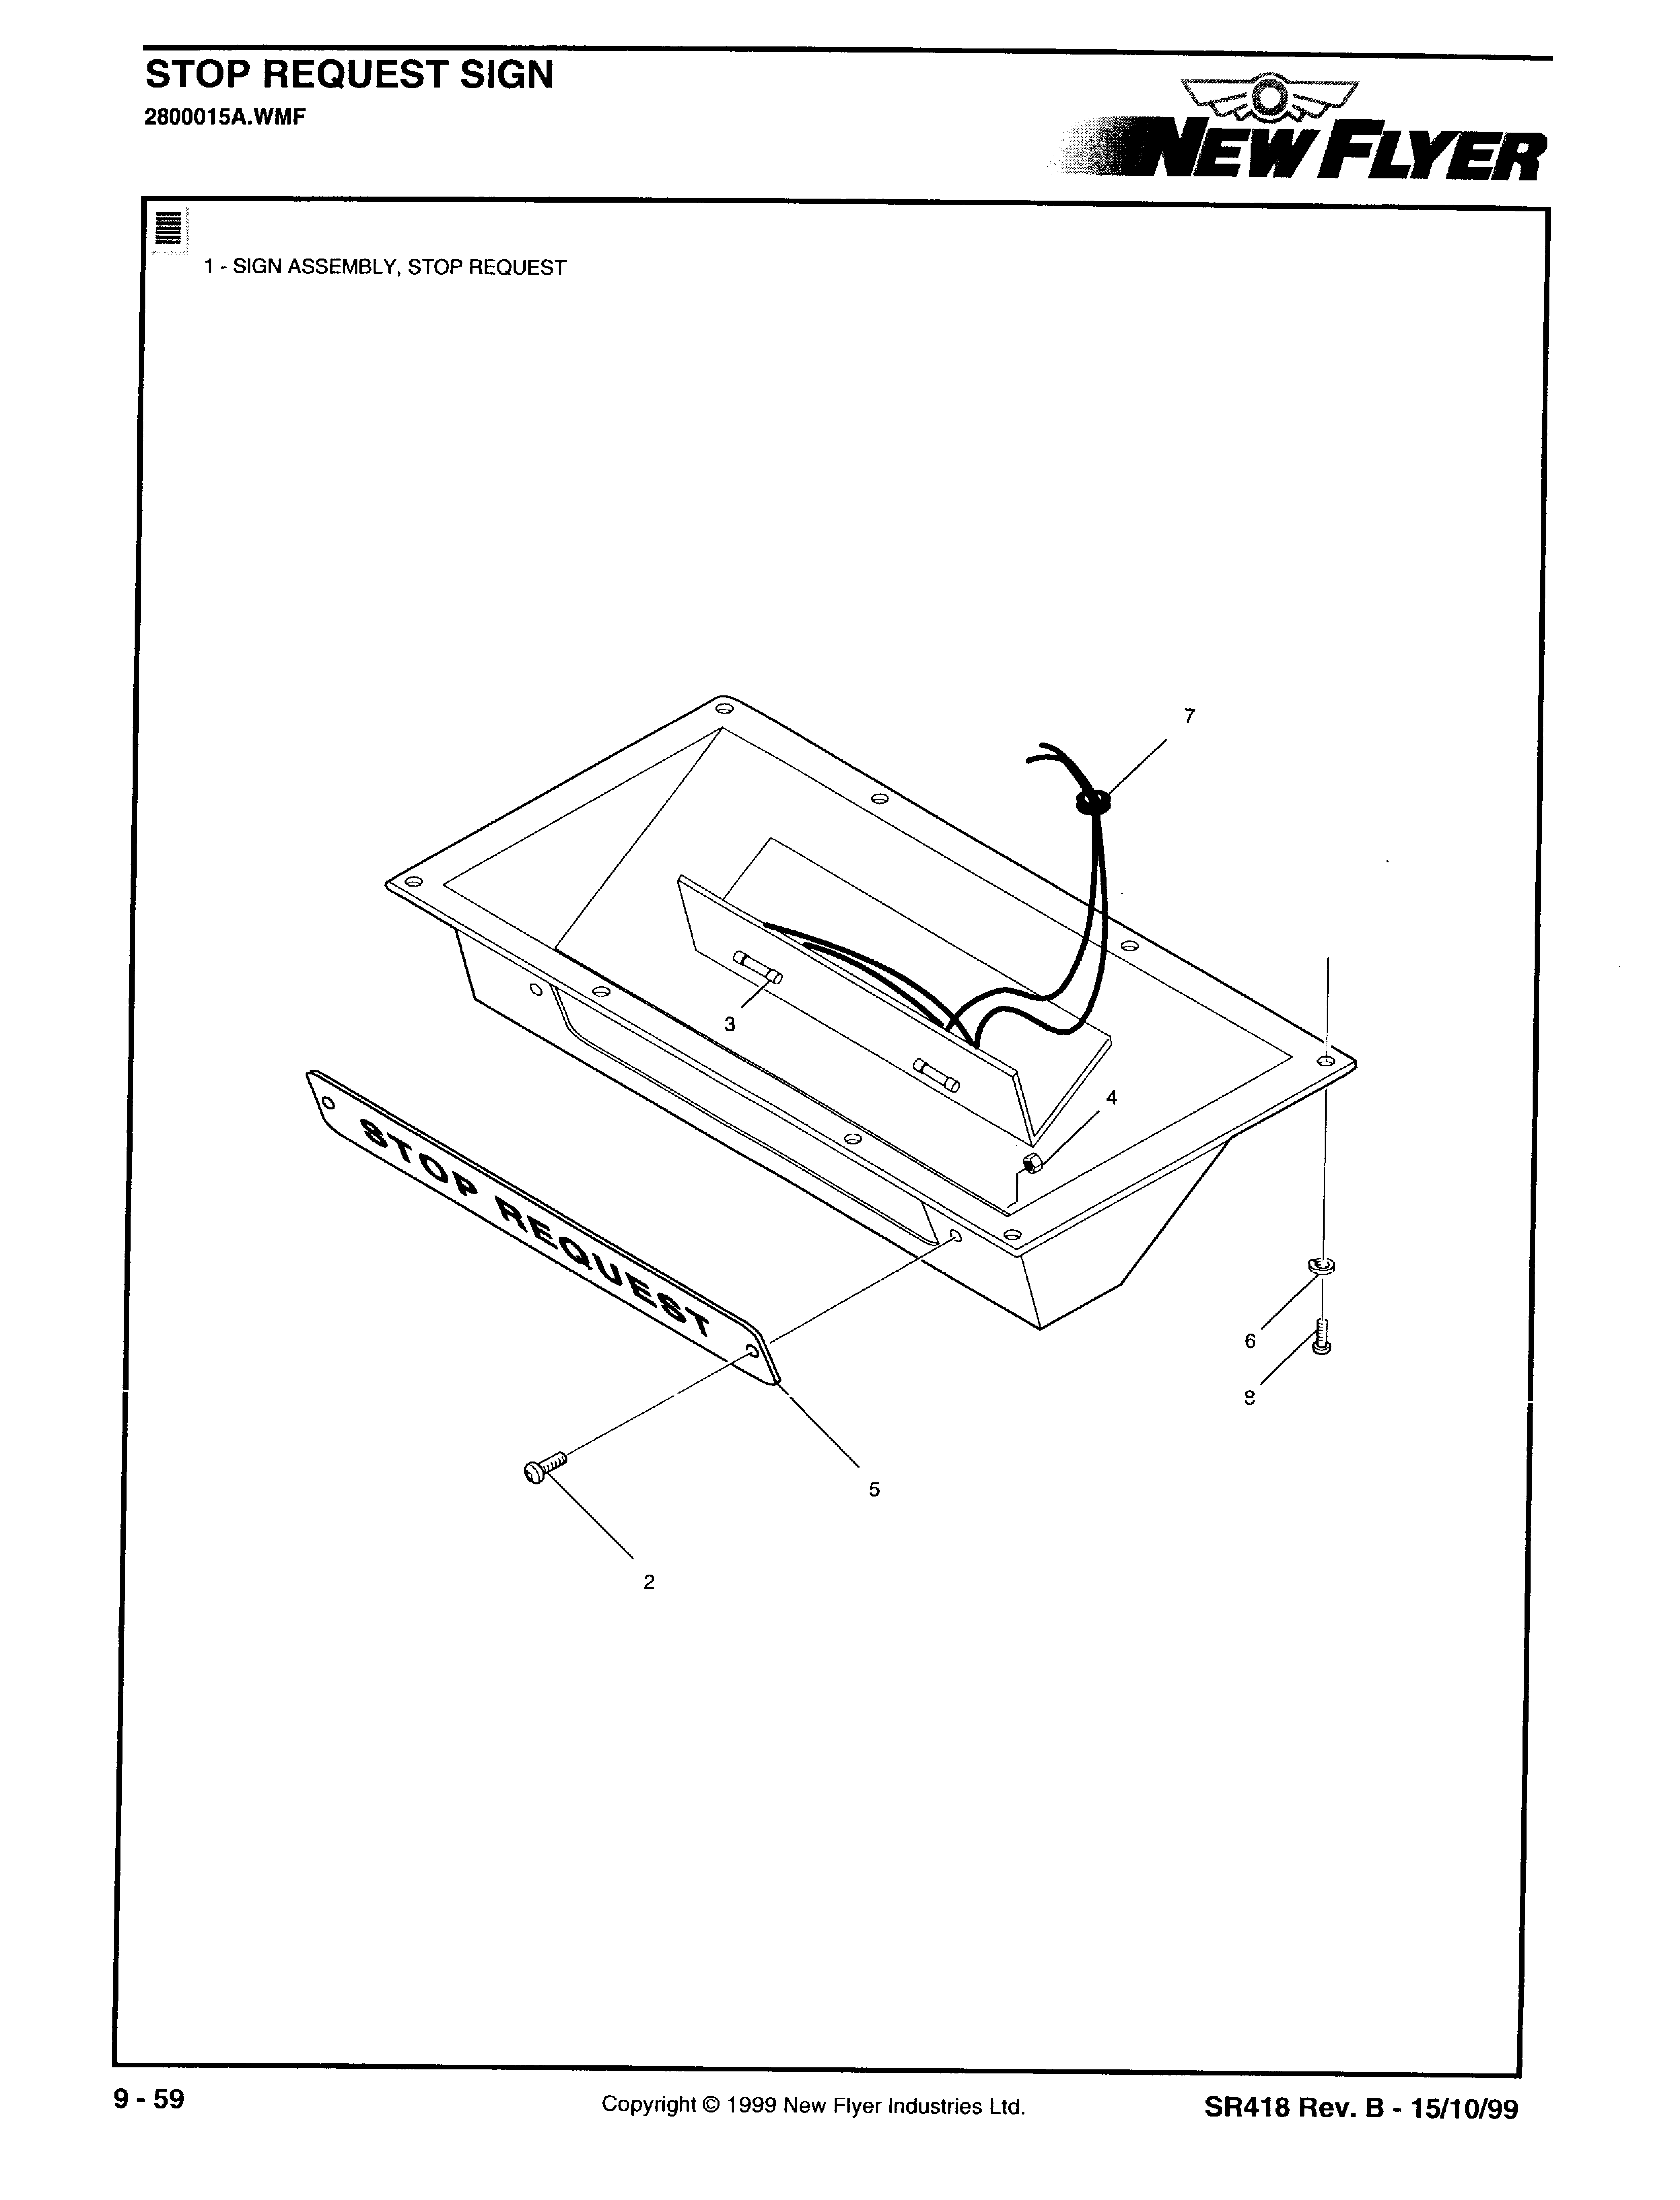 STOP REQUEST SIGN
2800015A.WMF
NEW FLYER
1 - SIGN ASSEMBLY, STOP REQUEST
7
3
4
STOP REQUEST
6
8
5
2
9 - 59
Copyright © 1999 New Flyer Industries Ltd.
SR418 Rev. B - 15/10/99